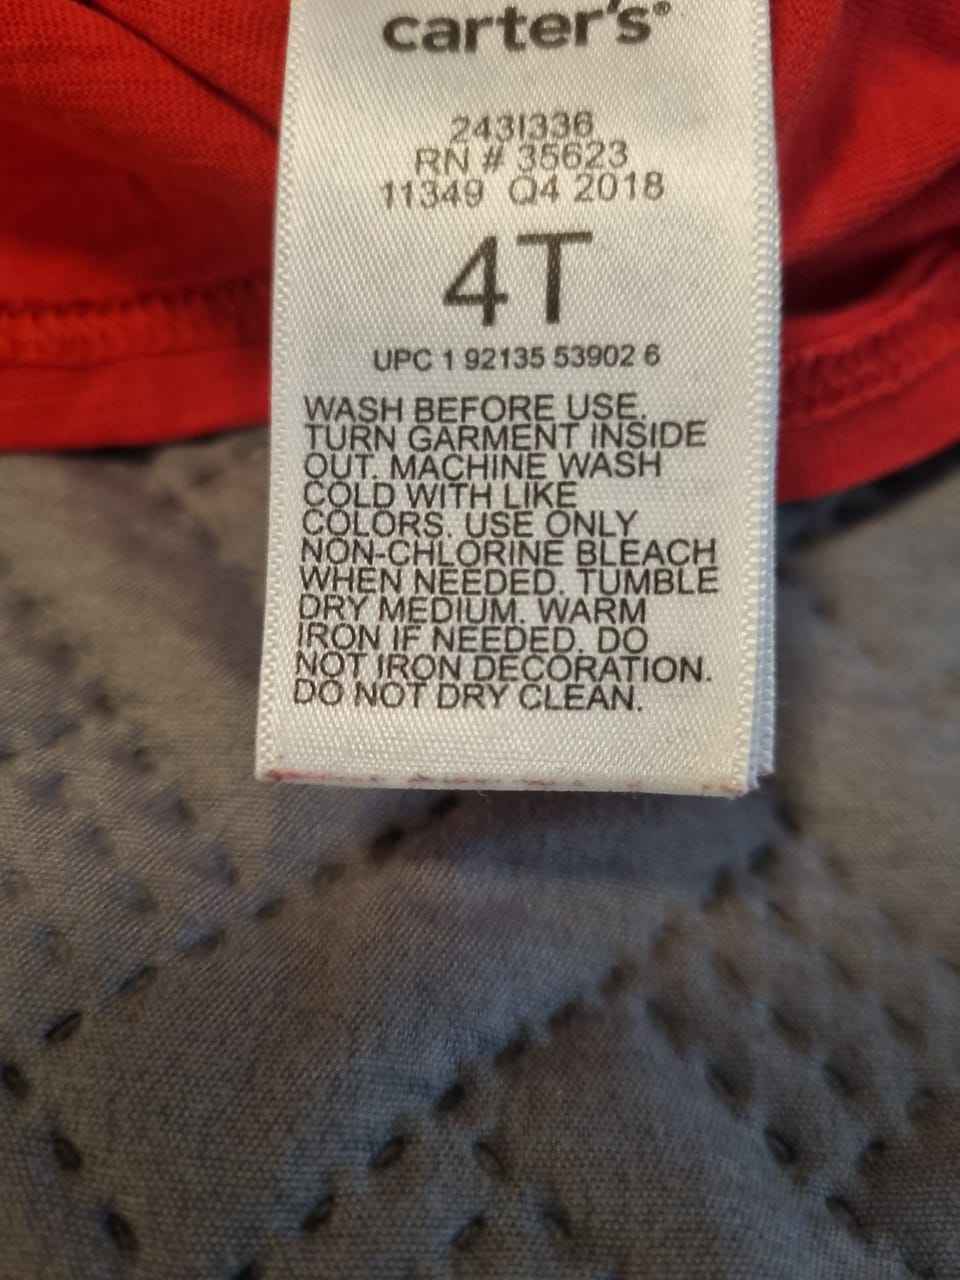 carter's®
243I336
RN # 35623
11349 Q4 2018
4T
UPC 1 92135 53902 6
WASH BEFORE USE.
TURN GARMENT INSIDE
OUT. MACHINE WASH
COLD WITH LIKE
COLORS. USE ONLY
NON-CHLORINE BLEACH
WHEN NEEDED. TUMBLE
DRY MEDIUM. WARM
IRON IF NEEDED. DO
NOT IRON DECORATION.
DO NOT DRY CLEAN.